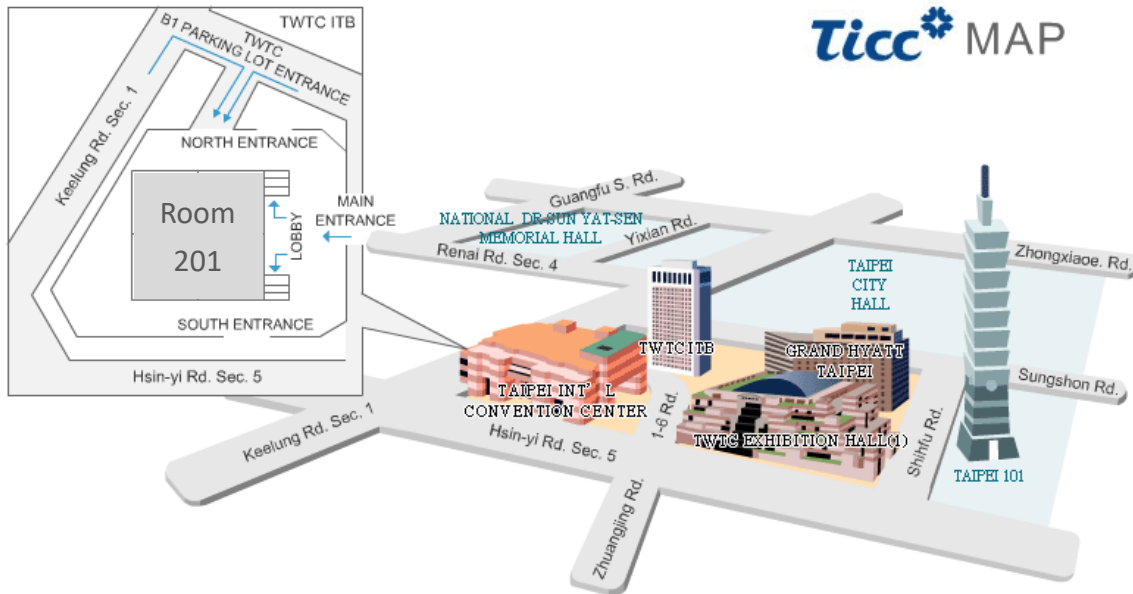 Ticc MAP
TWTC ITB
B1 PARKING LOT ENTRANCE
TWTC
Keelung Rd. Sec. 1
NORTH ENTRANCE
Room
201
LOBBY
MAIN
ENTRANCE
SOUTH ENTRANCE
Hsin-yi Rd. Sec. 5
Guangfu S. Rd.
NATIONAL DR-SUN YAT-SEN
MEMORIAL HALL
Yixian Rd.
Renai Rd. Sec. 4
Zhongxiaoe. Rd.
TAIPEI
CITY
HALL
TWTC ITB
GRAND HYATT
TAIPEI
TAIPEI INT'L
CONVENTION CENTER
Sungshon Rd.
1-6 Rd.
Keelung Rd. Sec. 1
Hsin-yi Rd. Sec. 5
TWTC EXHIBITION HALL(1)
Shihfu Rd.
TAIPEI 101
Zhuangjing Rd.